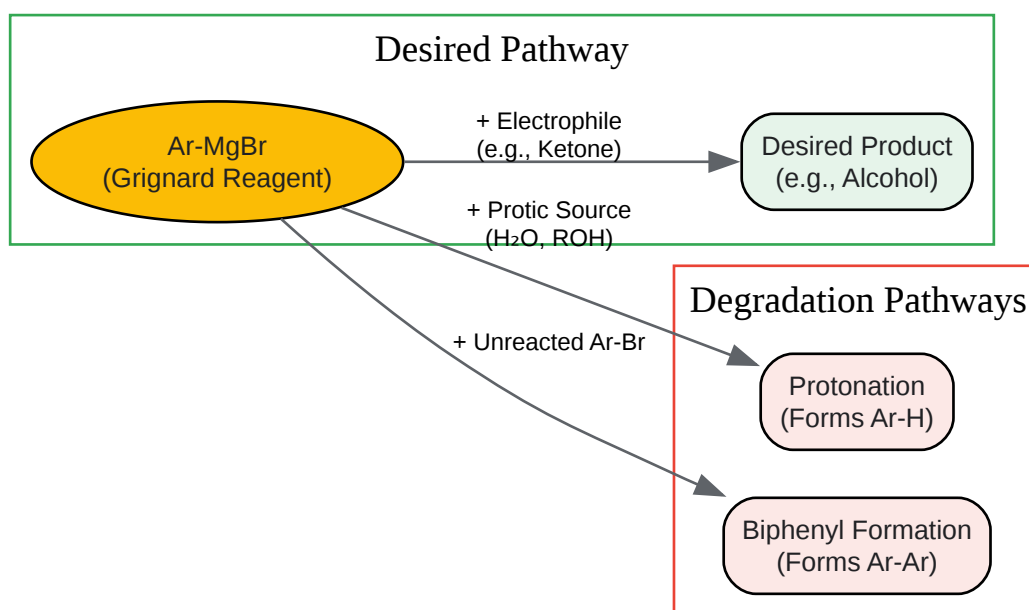 Desired Pathway
Ar-MgBr
(Grignard Reagent)
+ Electrophile
(e.g., Ketone)
Desired Product
(e.g., Alcohol)
+ Protic Source
(H₂O, ROH)
Degradation Pathways
+ Unreacted Ar-Br
Protonation
(Forms Ar-H)
Biphenyl Formation
(Forms Ar-Ar)